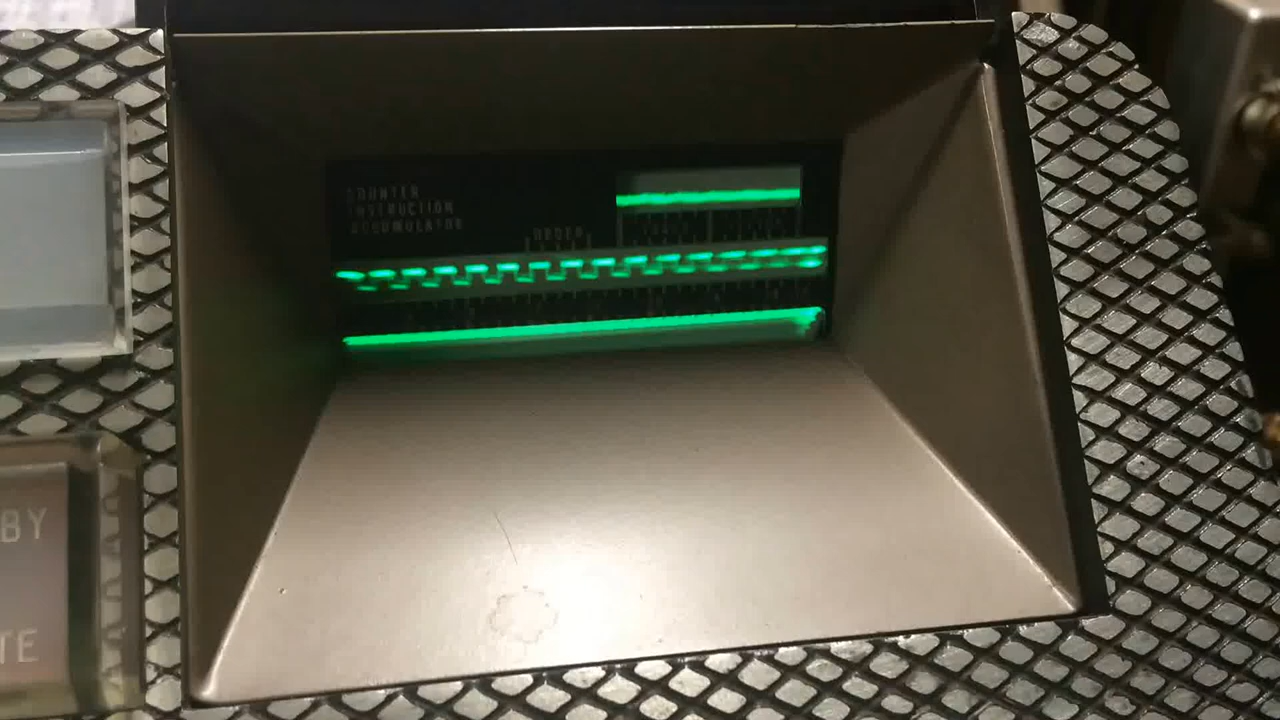 COUNTER
INSTRUCTION
ACCUMULATOR
ORDER
BY
TE